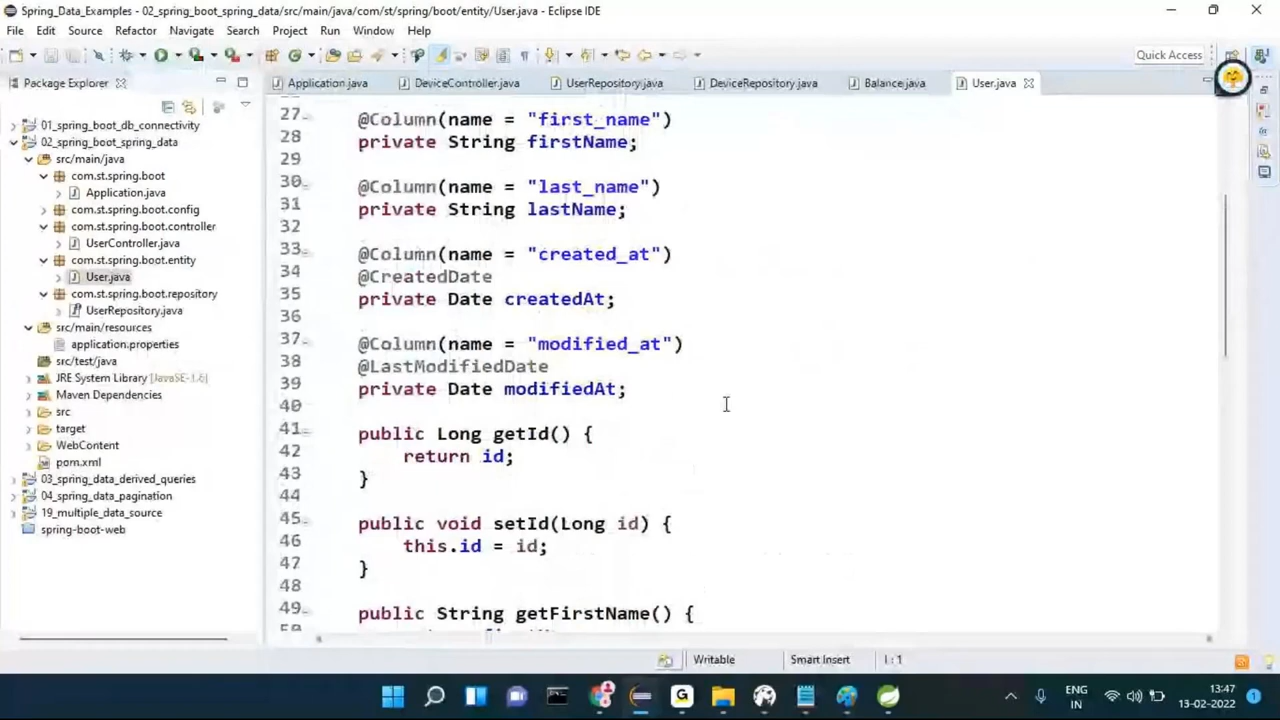 Spring_Data_Examples - 02_spring_boot_spring_data/src/main/java/com/st/spring/boot/entity/User.java - Eclipse IDE
File Edit Source Refactor Navigate Search Project Run Window Help
Quick Access
Package Explorer
Application.java DeviceController.java UserRepository.java DeviceRepository.java Balance.java User.java
01_spring_boot_db_connectivity
02_spring_boot_spring_data
src/main/java
com.st.spring.boot
Application.java
com.st.spring.boot.config
com.st.spring.boot.controller
UserController.java
com.st.spring.boot.entity
User.java
com.st.spring.boot.repository
UserRepository.java
src/main/resources
application.properties
src/test/java
JRE System Library [JavaSE-1.6]
Maven Dependencies
src
target
WebContent
pom.xml
03_spring_data_derived_queries
04_spring_data_pagination
19_multiple_data_source
spring-boot-web
27 @Column(name = "first_name")
28 private String firstName;
29
30 @Column(name = "last_name")
31 private String lastName;
32
33 @Column(name = "created_at")
34 @CreatedDate
35 private Date createdAt;
36
37 @Column(name = "modified_at")
38 @LastModifiedDate
39 private Date modifiedAt;
40
41 public Long getId() {
42 return id;
43 }
44
45 public void setId(Long id) {
46 this.id = id;
47 }
48
49 public String getFirstName() {
Writable Smart Insert 1 : 1
ENG
IN
13:47
13-02-2022
1